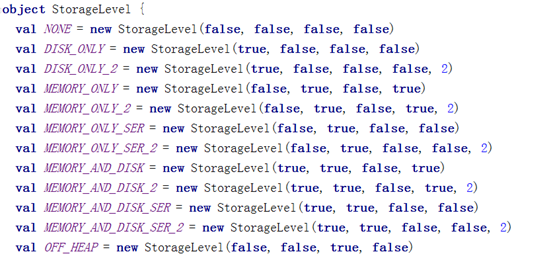 object StorageLevel {
val NONE = new StorageLevel(false, false, false, false)
val DISK_ONLY = new StorageLevel(true, false, false, false)
val DISK_ONLY_2 = new StorageLevel(true, false, false, false, 2)
val MEMORY_ONLY = new StorageLevel(false, true, false, true)
val MEMORY_ONLY_2 = new StorageLevel(false, true, false, true, 2)
val MEMORY_ONLY_SER = new StorageLevel(false, true, false, false)
val MEMORY_ONLY_SER_2 = new StorageLevel(false, true, false, false, 2)
val MEMORY_AND_DISK = new StorageLevel(true, true, false, true)
val MEMORY_AND_DISK_2 = new StorageLevel(true, true, false, true, 2)
val MEMORY_AND_DISK_SER = new StorageLevel(true, true, false, false)
val MEMORY_AND_DISK_SER_2 = new StorageLevel(true, true, false, false, 2)
val OFF_HEAP = new StorageLevel(false, false, true, false)